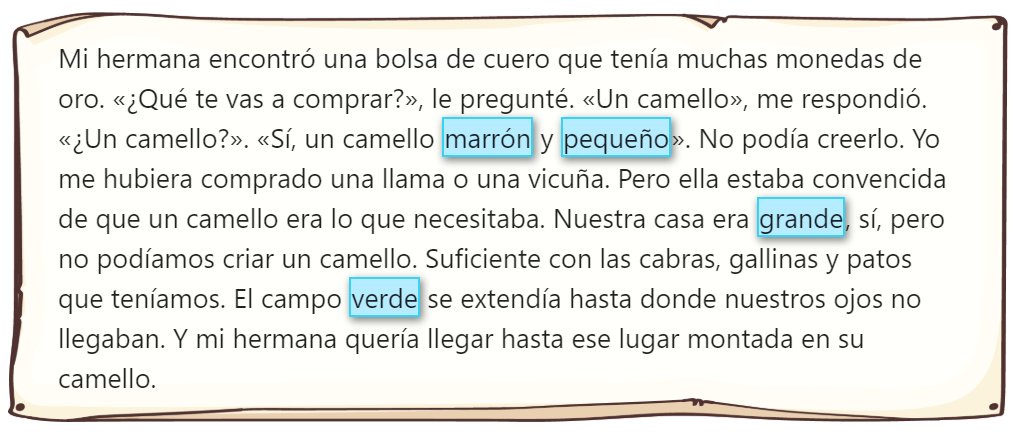 Mi hermana encontró una bolsa de cuero que tenía muchas monedas de
oro. «¿Qué te vas a comprar?», le pregunté. «Un camello», me respondió.
«¿Un camello?». «Sí, un camello marrón y pequeño». No podía creerlo. Yo
me hubiera comprado una llama o una vicuña. Pero ella estaba convencida
de que un camello era lo que necesitaba. Nuestra casa era grande, sí, pero
no podíamos criar un camello. Suficiente con las cabras, gallinas y patos
que teníamos. El campo verde se extendía hasta donde nuestros ojos no
llegaban. Y mi hermana quería llegar hasta ese lugar montada en su
camello.